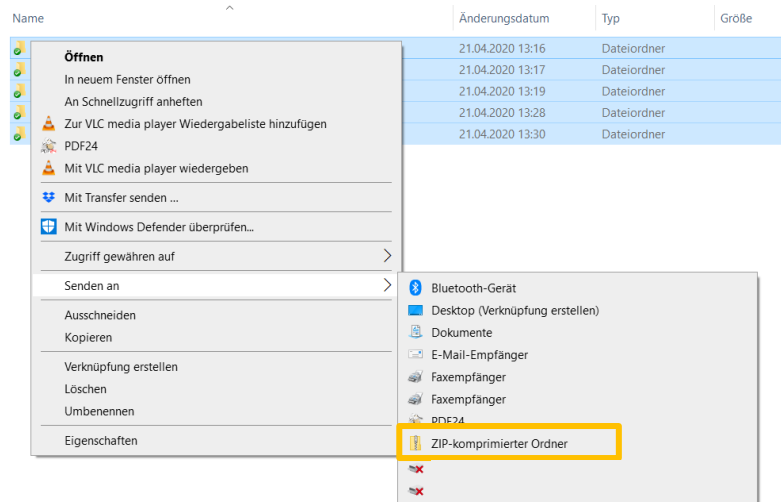 Name Änderungsdatum Typ Größe
21.04.2020 13:16 Dateiordner
21.04.2020 13:17 Dateiordner
21.04.2020 13:19 Dateiordner
21.04.2020 13:28 Dateiordner
21.04.2020 13:30 Dateiordner
Öffnen
In neuem Fenster öffnen
An Schnellzugriff anheften
Zur VLC media player Wiedergabeliste hinzufügen
PDF24
Mit VLC media player wiedergeben
Mit Transfer senden ...
Mit Windows Defender überprüfen...
Zugriff gewähren auf
Senden an
Ausschneiden
Kopieren
Verknüpfung erstellen
Löschen
Umbenennen
Eigenschaften
Bluetooth-Gerät
Desktop (Verknüpfung erstellen)
Dokumente
E-Mail-Empfänger
Faxempfänger
Faxempfänger
PDF24
ZIP-komprimierter Ordner